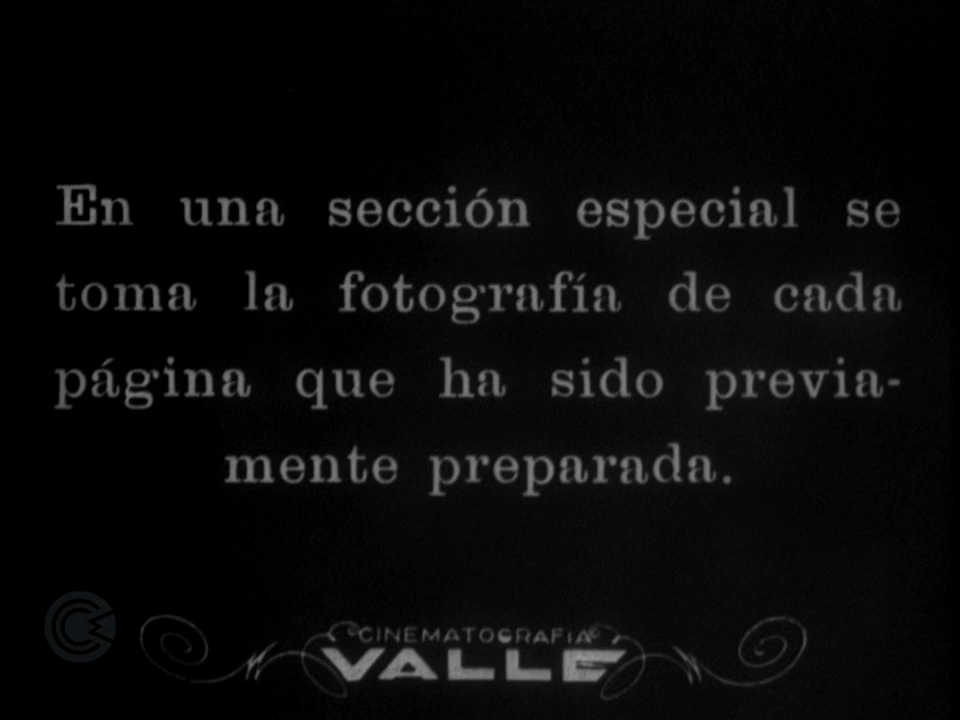 En una sección especial se
toma la fotografía de cada
página que ha sido previa-
mente preparada.
CINEMATOGRAFIA
VALLE